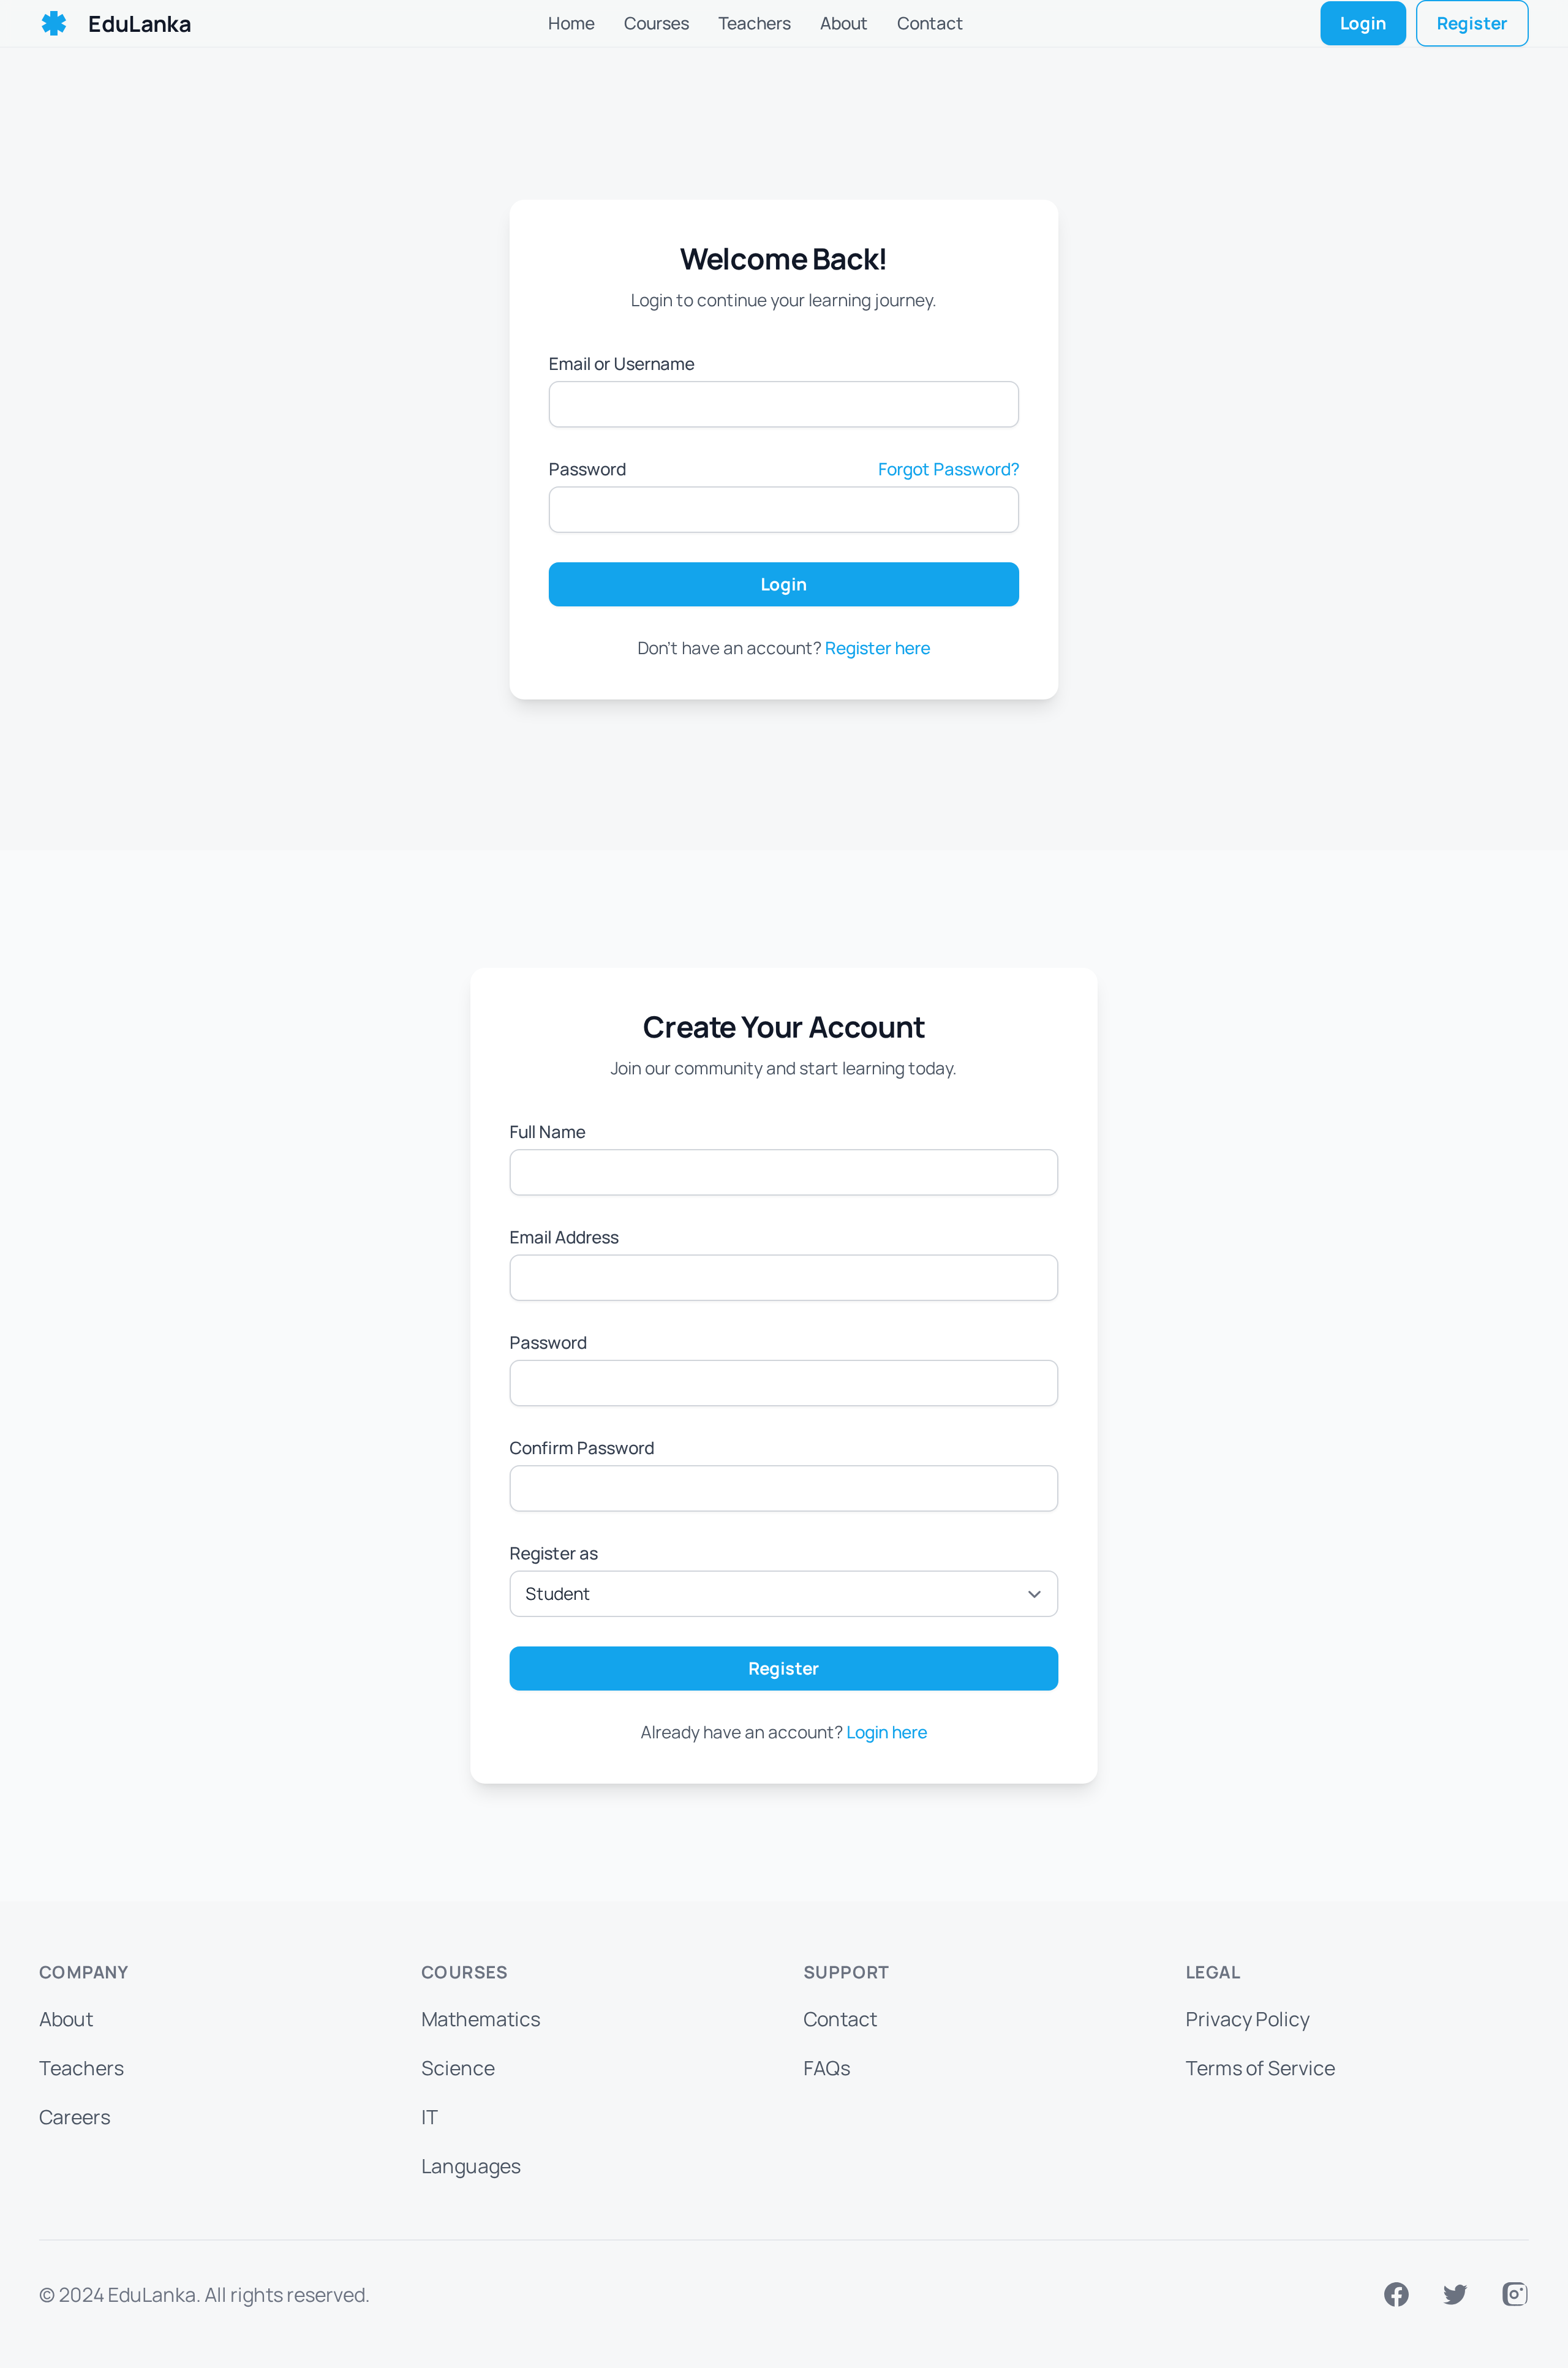 EduLanka
Home Courses Teachers About Contact
Login Register
Welcome Back!
Login to continue your learning journey.
Email or Username
Password Forgot Password?
Login
Don't have an account? Register here
Create Your Account
Join our community and start learning today.
Full Name
Email Address
Password
Confirm Password
Register as
Student
Register
Already have an account? Login here
COMPANY
About
Teachers
Careers
COURSES
Mathematics
Science
IT
Languages
SUPPORT
Contact
FAQs
LEGAL
Privacy Policy
Terms of Service
© 2024 EduLanka. All rights reserved.